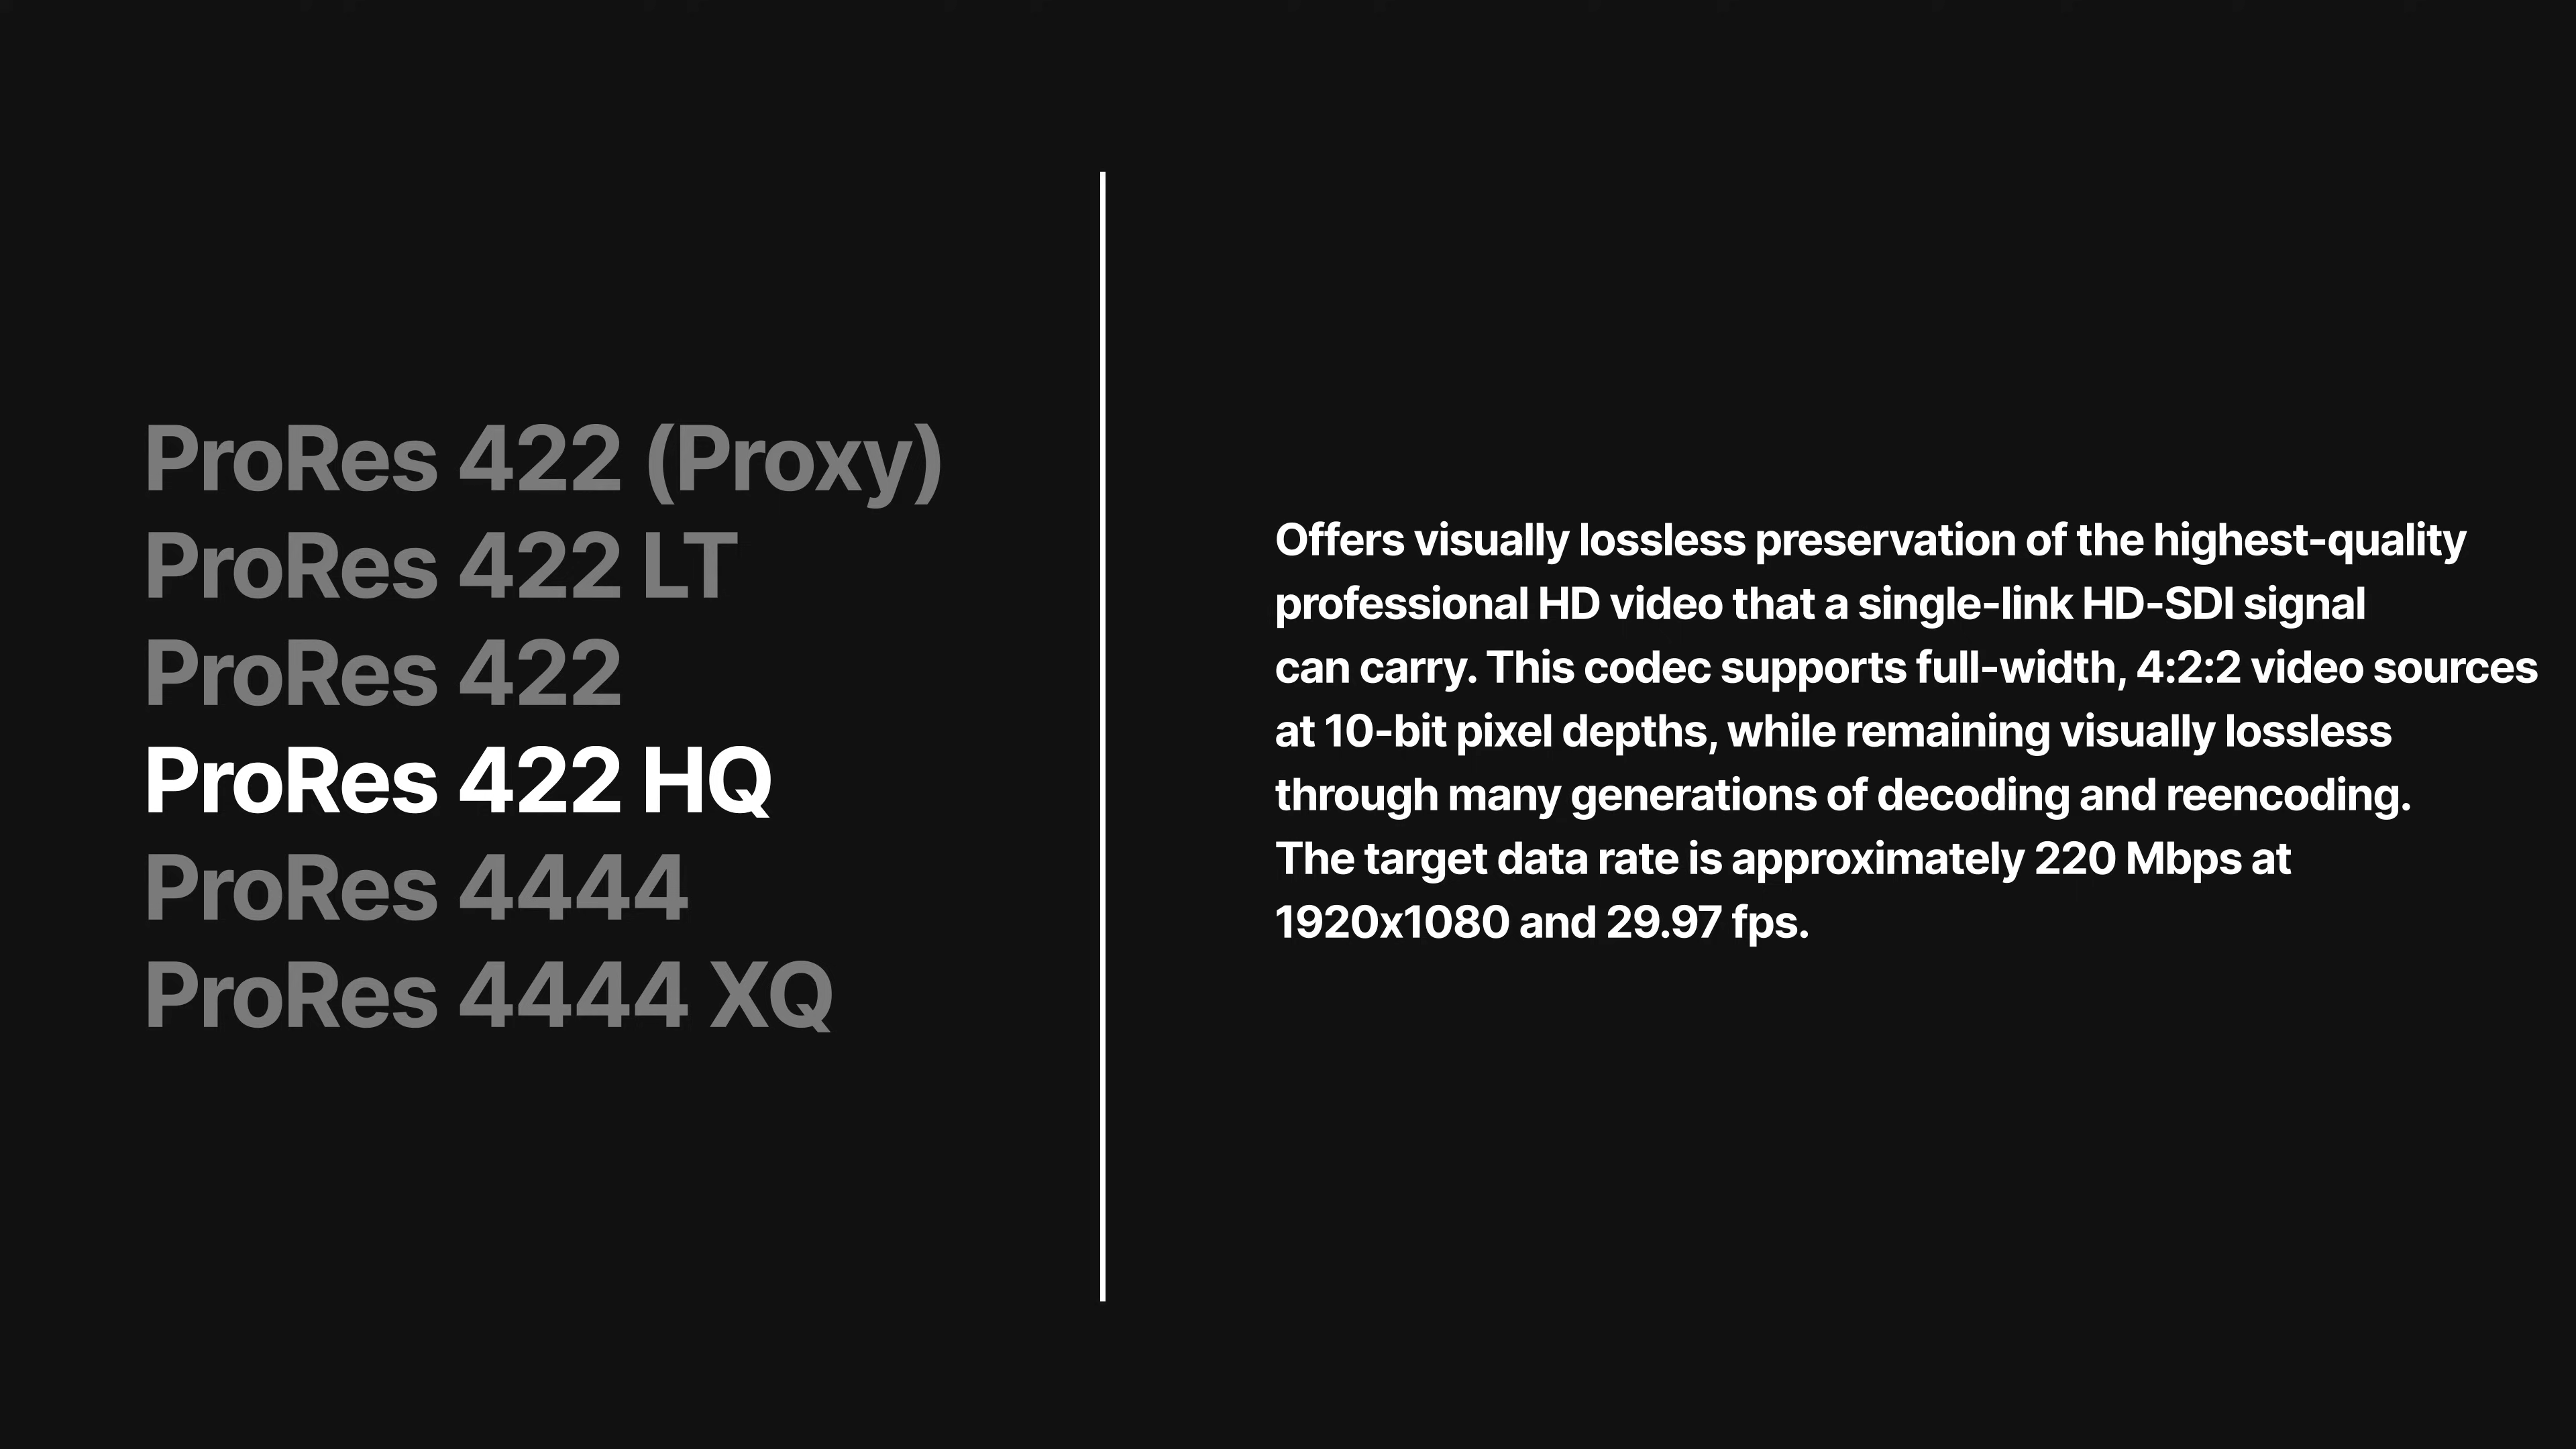 ProRes 422 (Proxy)
ProRes 422 LT
ProRes 422
ProRes 422 HQ
ProRes 4444
ProRes 4444 XQ
Offers visually lossless preservation of the highest-quality
professional HD video that a single-link HD-SDI signal
can carry. This codec supports full-width, 4:2:2 video sources
at 10-bit pixel depths, while remaining visually lossless
through many generations of decoding and reencoding.
The target data rate is approximately 220 Mbps at
1920x1080 and 29.97 fps.